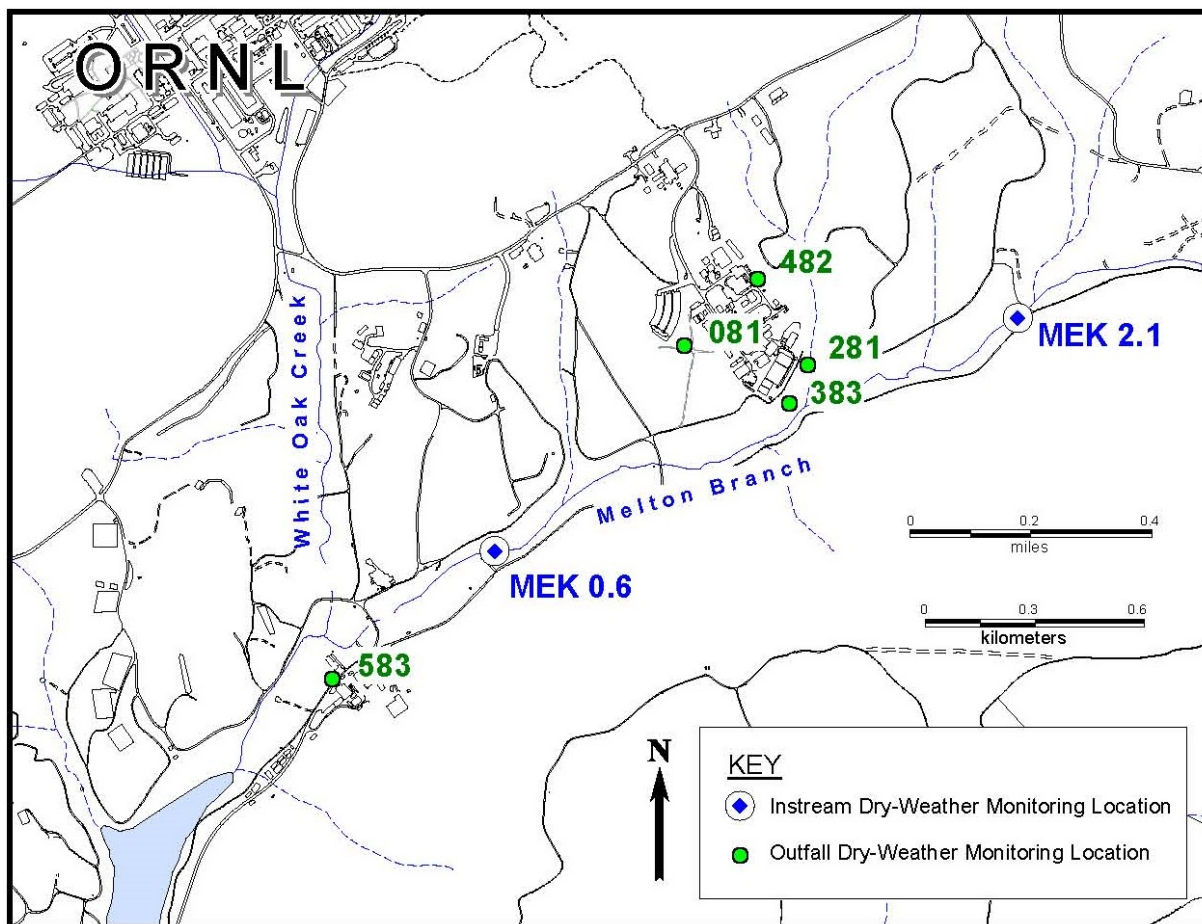 ORNL
482
081
MEK 2.1
281
383
White Oak Creek
Melton Branch
0 0.2 0.4
miles
MEK 0.6
0 0.3 0.6
kilometers
583
N
KEY
Instream Dry-Weather Monitoring Location
Outfall Dry-Weather Monitoring Location